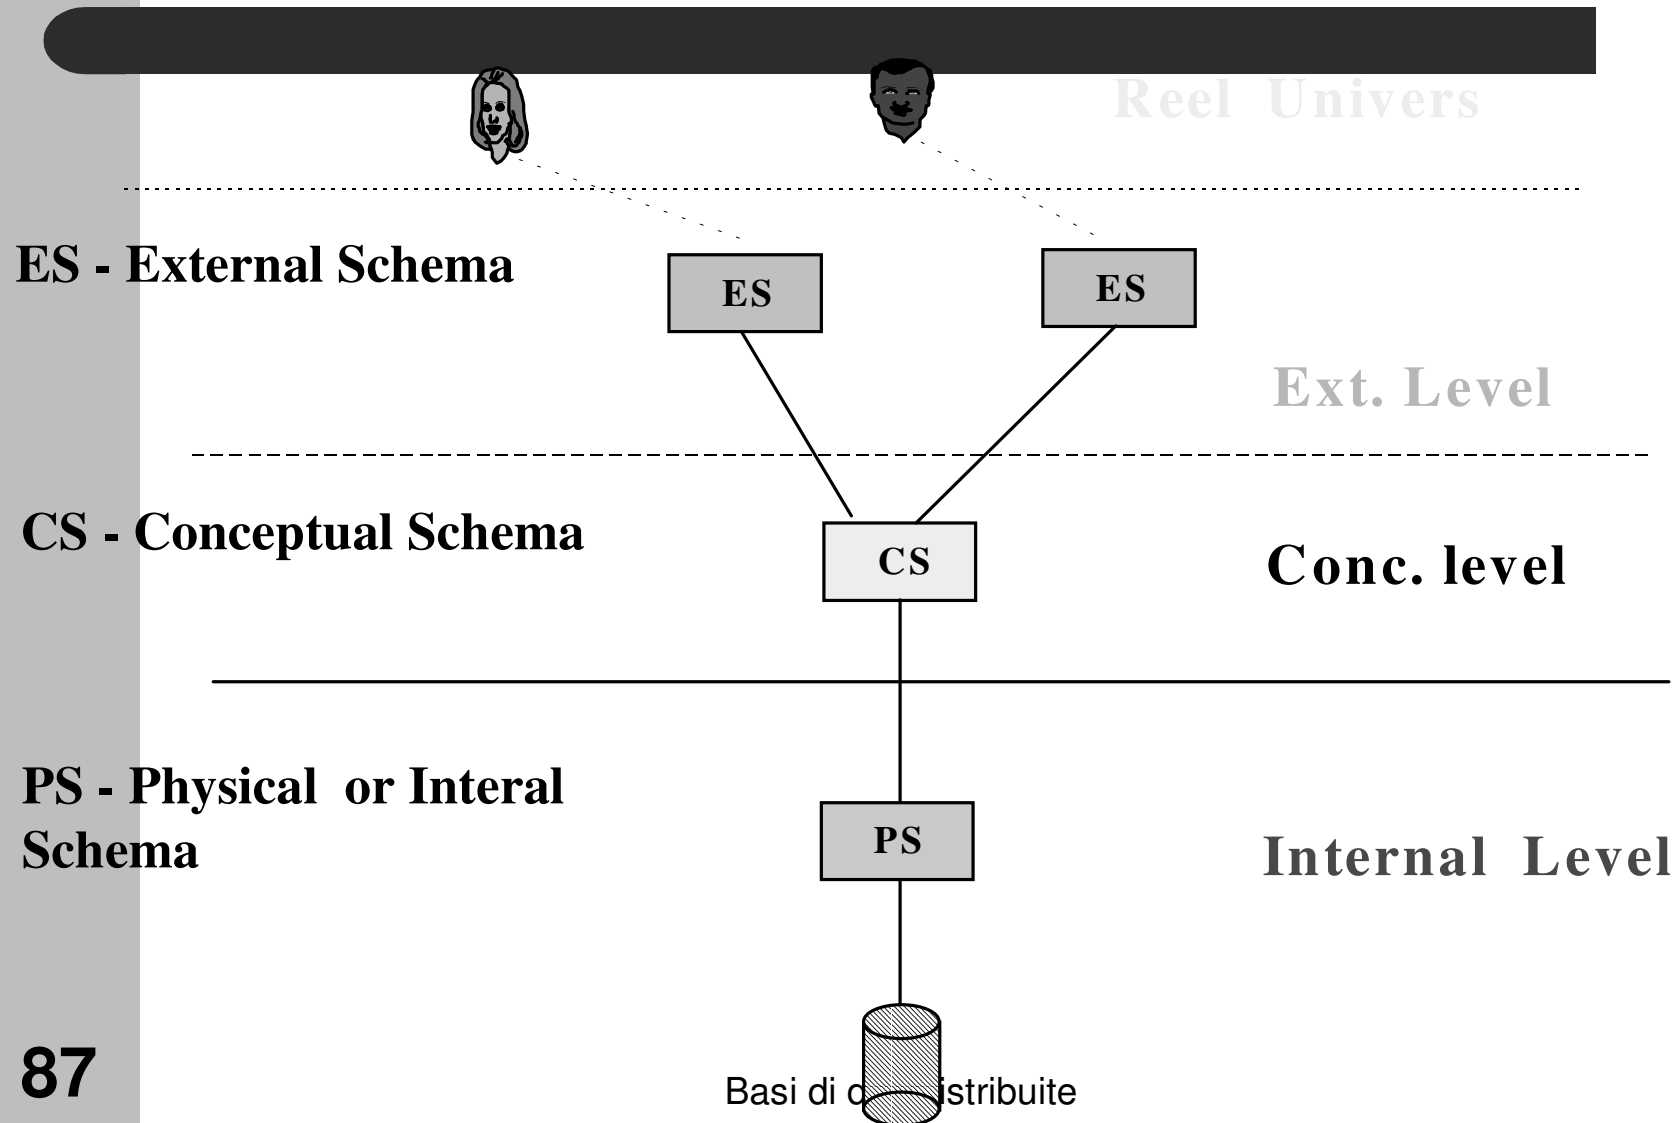 Reel Univers
ES - External Schema
ES
ES
Ext. Level
CS - Conceptual Schema
CS
Conc. level
PS - Physical or Interal
Schema
PS
Internal Level
87
Basi di d istribuite